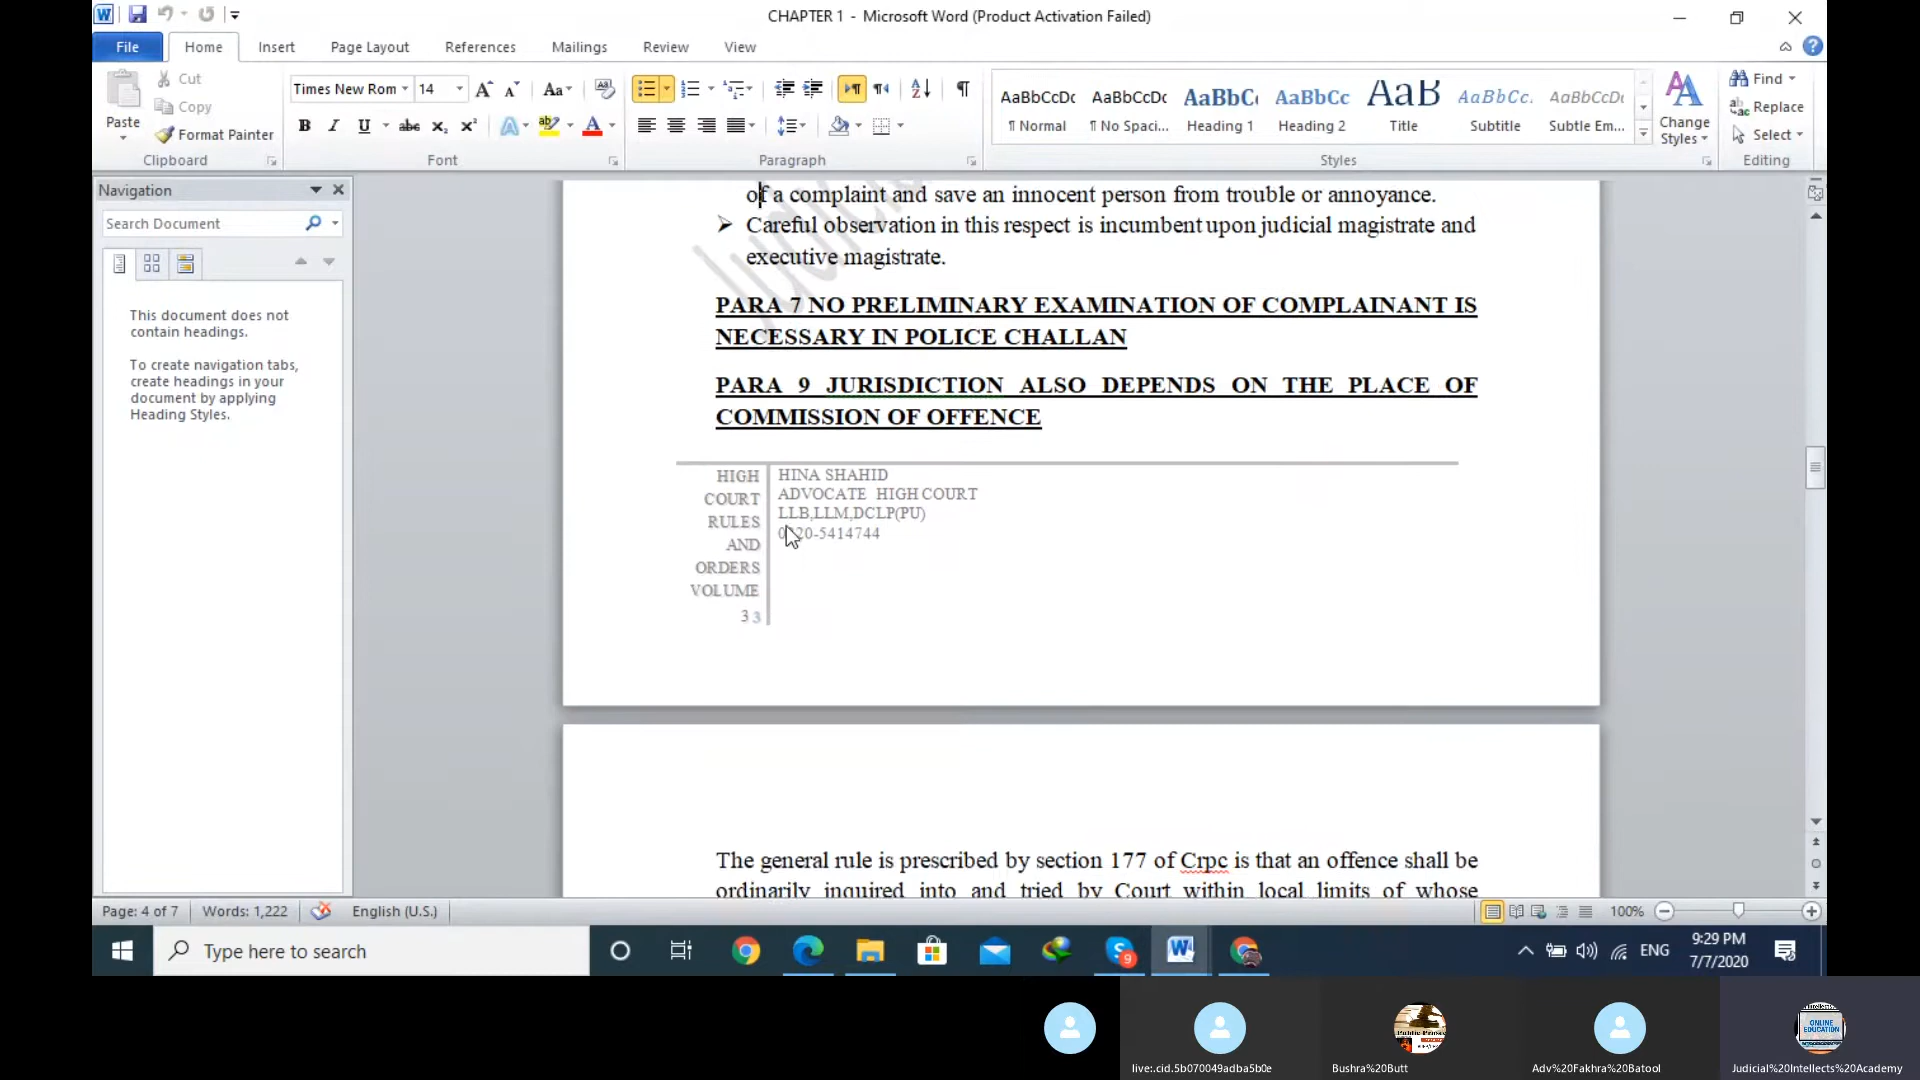 CHAPTER 1 - Microsoft Word (Product Activation Failed)
File Home Insert Page Layout References Mailings Review View
Paste
Cut
Copy
Format Painter
Clipboard
Times New Rom 14
Font
Paragraph
AaBbCcDc AaBbCcDc AaBbC AaBbCc AaB AaBbCc. AaBbCcDc
¶ Normal ¶ No Spaci... Heading 1 Heading 2 Title Subtitle Subtle Em...
Change
Styles
Styles
Find
Replace
Select
Editing
Navigation
Search Document
This document does not
contain headings.
To create navigation tabs,
create headings in your
document by applying
Heading Styles.
of a complaint and save an innocent person from trouble or annoyance.
➤ Careful observation in this respect is incumbent upon judicial magistrate and
executive magistrate.
PARA 7 NO PRELIMINARY EXAMINATION OF COMPLAINANT IS
NECESSARY IN POLICE CHALLAN
PARA 9 JURISDICTION ALSO DEPENDS ON THE PLACE OF
COMMISSION OF OFFENCE
HIGH
COURT
RULES
AND
ORDERS
VOLUME
3 3
HINA SHAHID
ADVOCATE HIGH COURT
LLB,LLM,DCLP(PU)
20-5414744
The general rule is prescribed by section 177 of Crpc is that an offence shall be
ordinarily inquired into and tried by Court within local limits of whose
Page: 4 of 7 Words: 1,222 English (U.S.) 100%
Type here to search
9
ENG
9:29 PM
7/7/2020
live:.cid.5b070049adba5b0e
Bushra%20Butt
Adv%20Fakhra%20Batool
ONLINE
EDUCATION
Judicial%20Intellects%20Academy